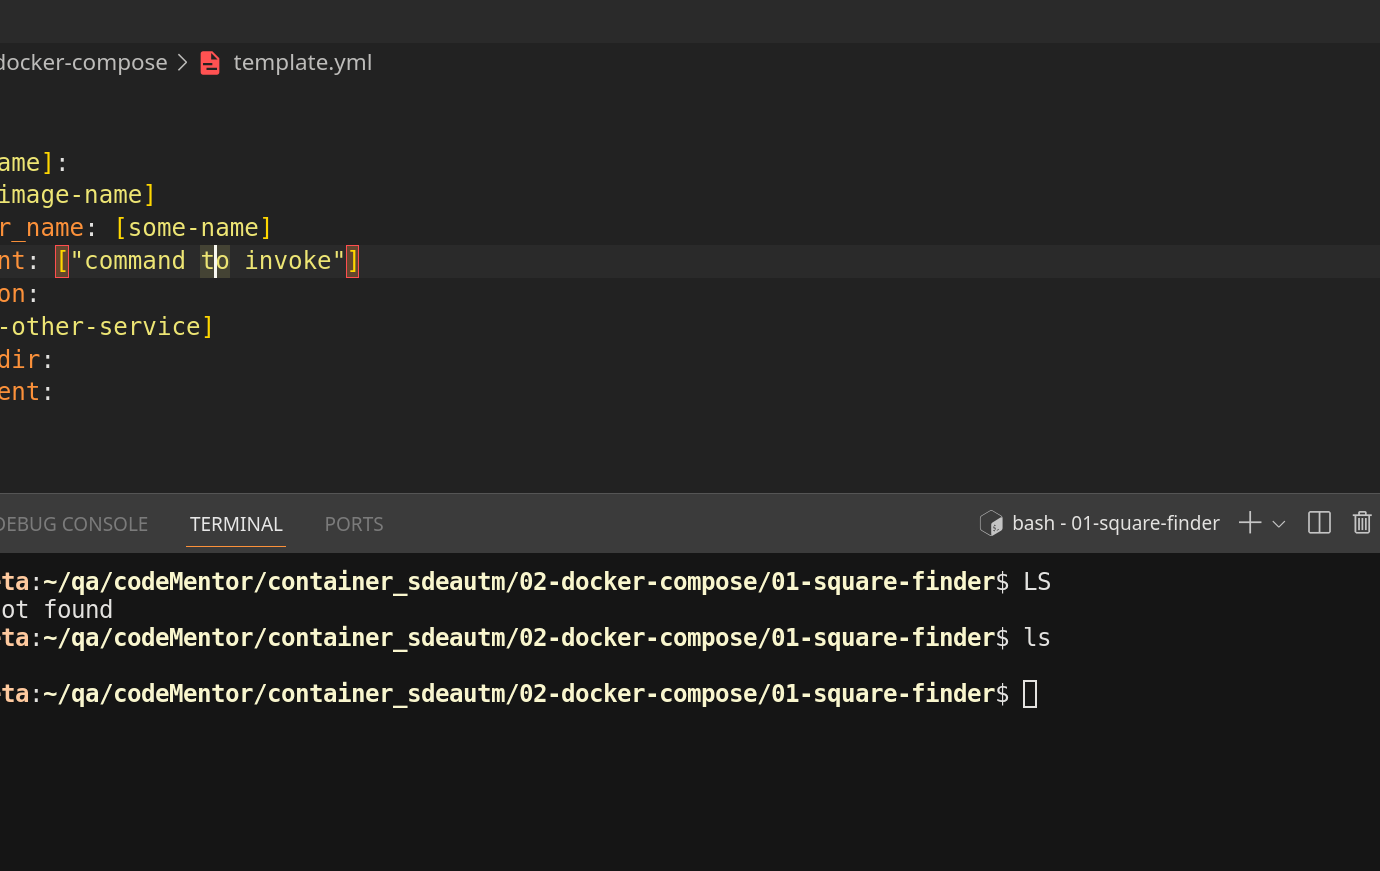 docker-compose > template.yml
ame]:
image-name]
r_name: [some-name]
nt: ["command to invoke"]
on:
-other-service]
dir:
ent:
DEBUG CONSOLE TERMINAL PORTS bash - 01-square-finder
eta:~/qa/codeMentor/container_sdeautm/02-docker-compose/01-square-finder$ LS
ot found
eta:~/qa/codeMentor/container_sdeautm/02-docker-compose/01-square-finder$ ls
eta:~/qa/codeMentor/container_sdeautm/02-docker-compose/01-square-finder$